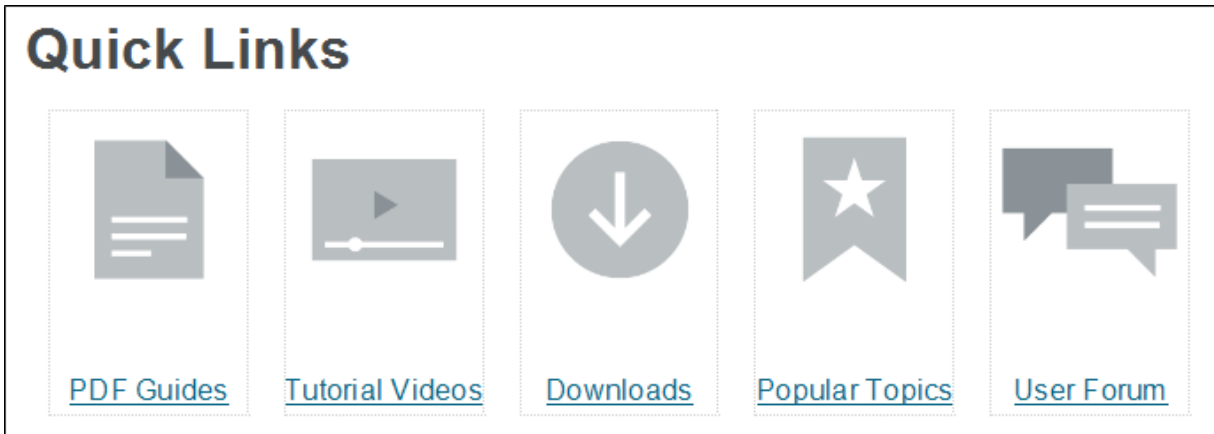 Quick Links
PDF Guides
Tutorial Videos
Downloads
Popular Topics
User Forum